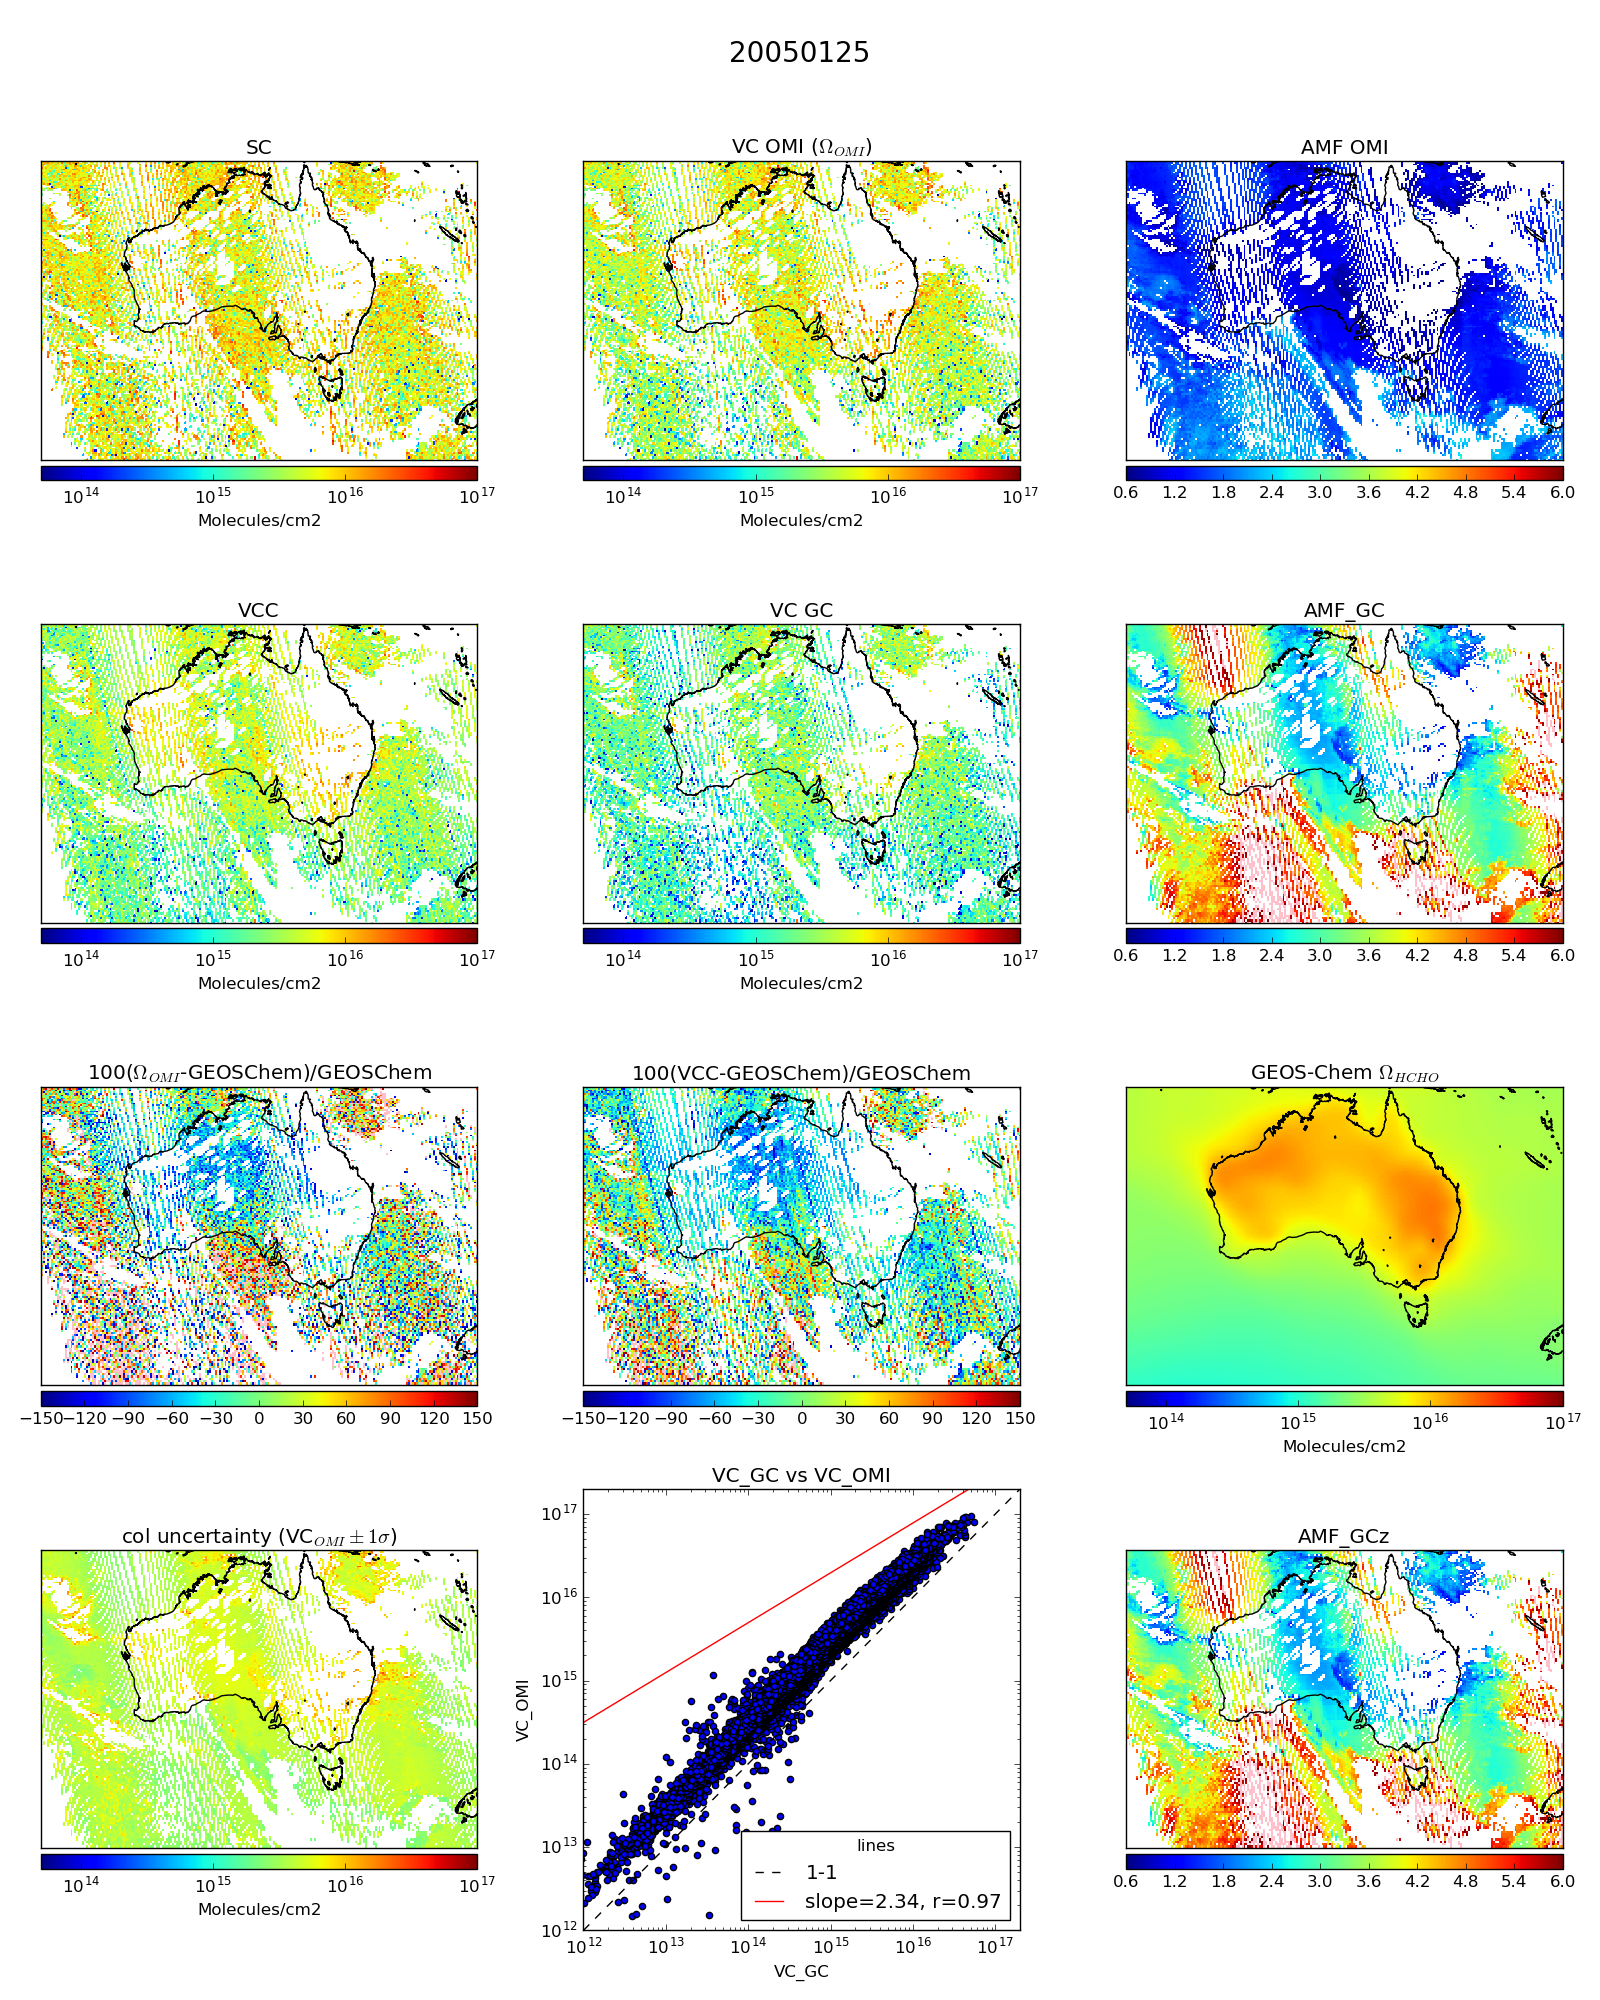 20050125
SC
VC OMI (Ω_OMI)
AMF OMI
10^14 10^15 10^16 10^17
Molecules/cm2
10^14 10^15 10^16 10^17
Molecules/cm2
0.6 1.2 1.8 2.4 3.0 3.6 4.2 4.8 5.4 6.0
VCC
VC GC
AMF_GC
10^14 10^15 10^16 10^17
Molecules/cm2
10^14 10^15 10^16 10^17
Molecules/cm2
0.6 1.2 1.8 2.4 3.0 3.6 4.2 4.8 5.4 6.0
100(Ω_OMI-GEOSChem)/GEOSChem
100(VCC-GEOSChem)/GEOSChem
GEOS-Chem Ω_HCHO
−150 −120 −90 −60 −30 0 30 60 90 120 150
−150 −120 −90 −60 −30 0 30 60 90 120 150
10^14 10^15 10^16 10^17
Molecules/cm2
col uncertainty (VC_OMI ± 1σ)
10^14 10^15 10^16 10^17
Molecules/cm2
VC_GC vs VC_OMI
10^17
10^16
10^15
10^14
10^13
10^12
VC_OMI
lines
1-1
slope=2.34, r=0.97
10^12 10^13 10^14 10^15 10^16 10^17
VC_GC
AMF_GCz
0.6 1.2 1.8 2.4 3.0 3.6 4.2 4.8 5.4 6.0